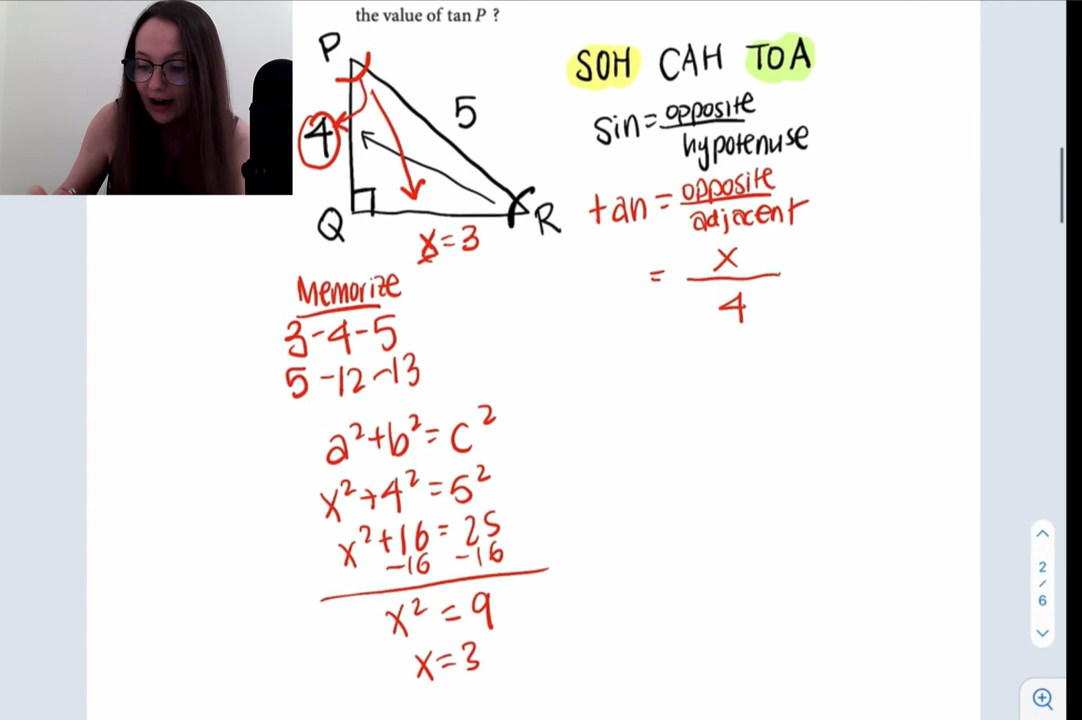 the value of tan P ?
P
4
5
Q
R
x=3
SOH CAH TOA
sin = opposite
hypotenuse
tan = opposite
adjacent
= x
4
Memorize
3-4-5
5-12-13
a²+b²=c²
x²+4²=5²
x²+16=25
-16 -16
x²=9
x=3
2
/
6